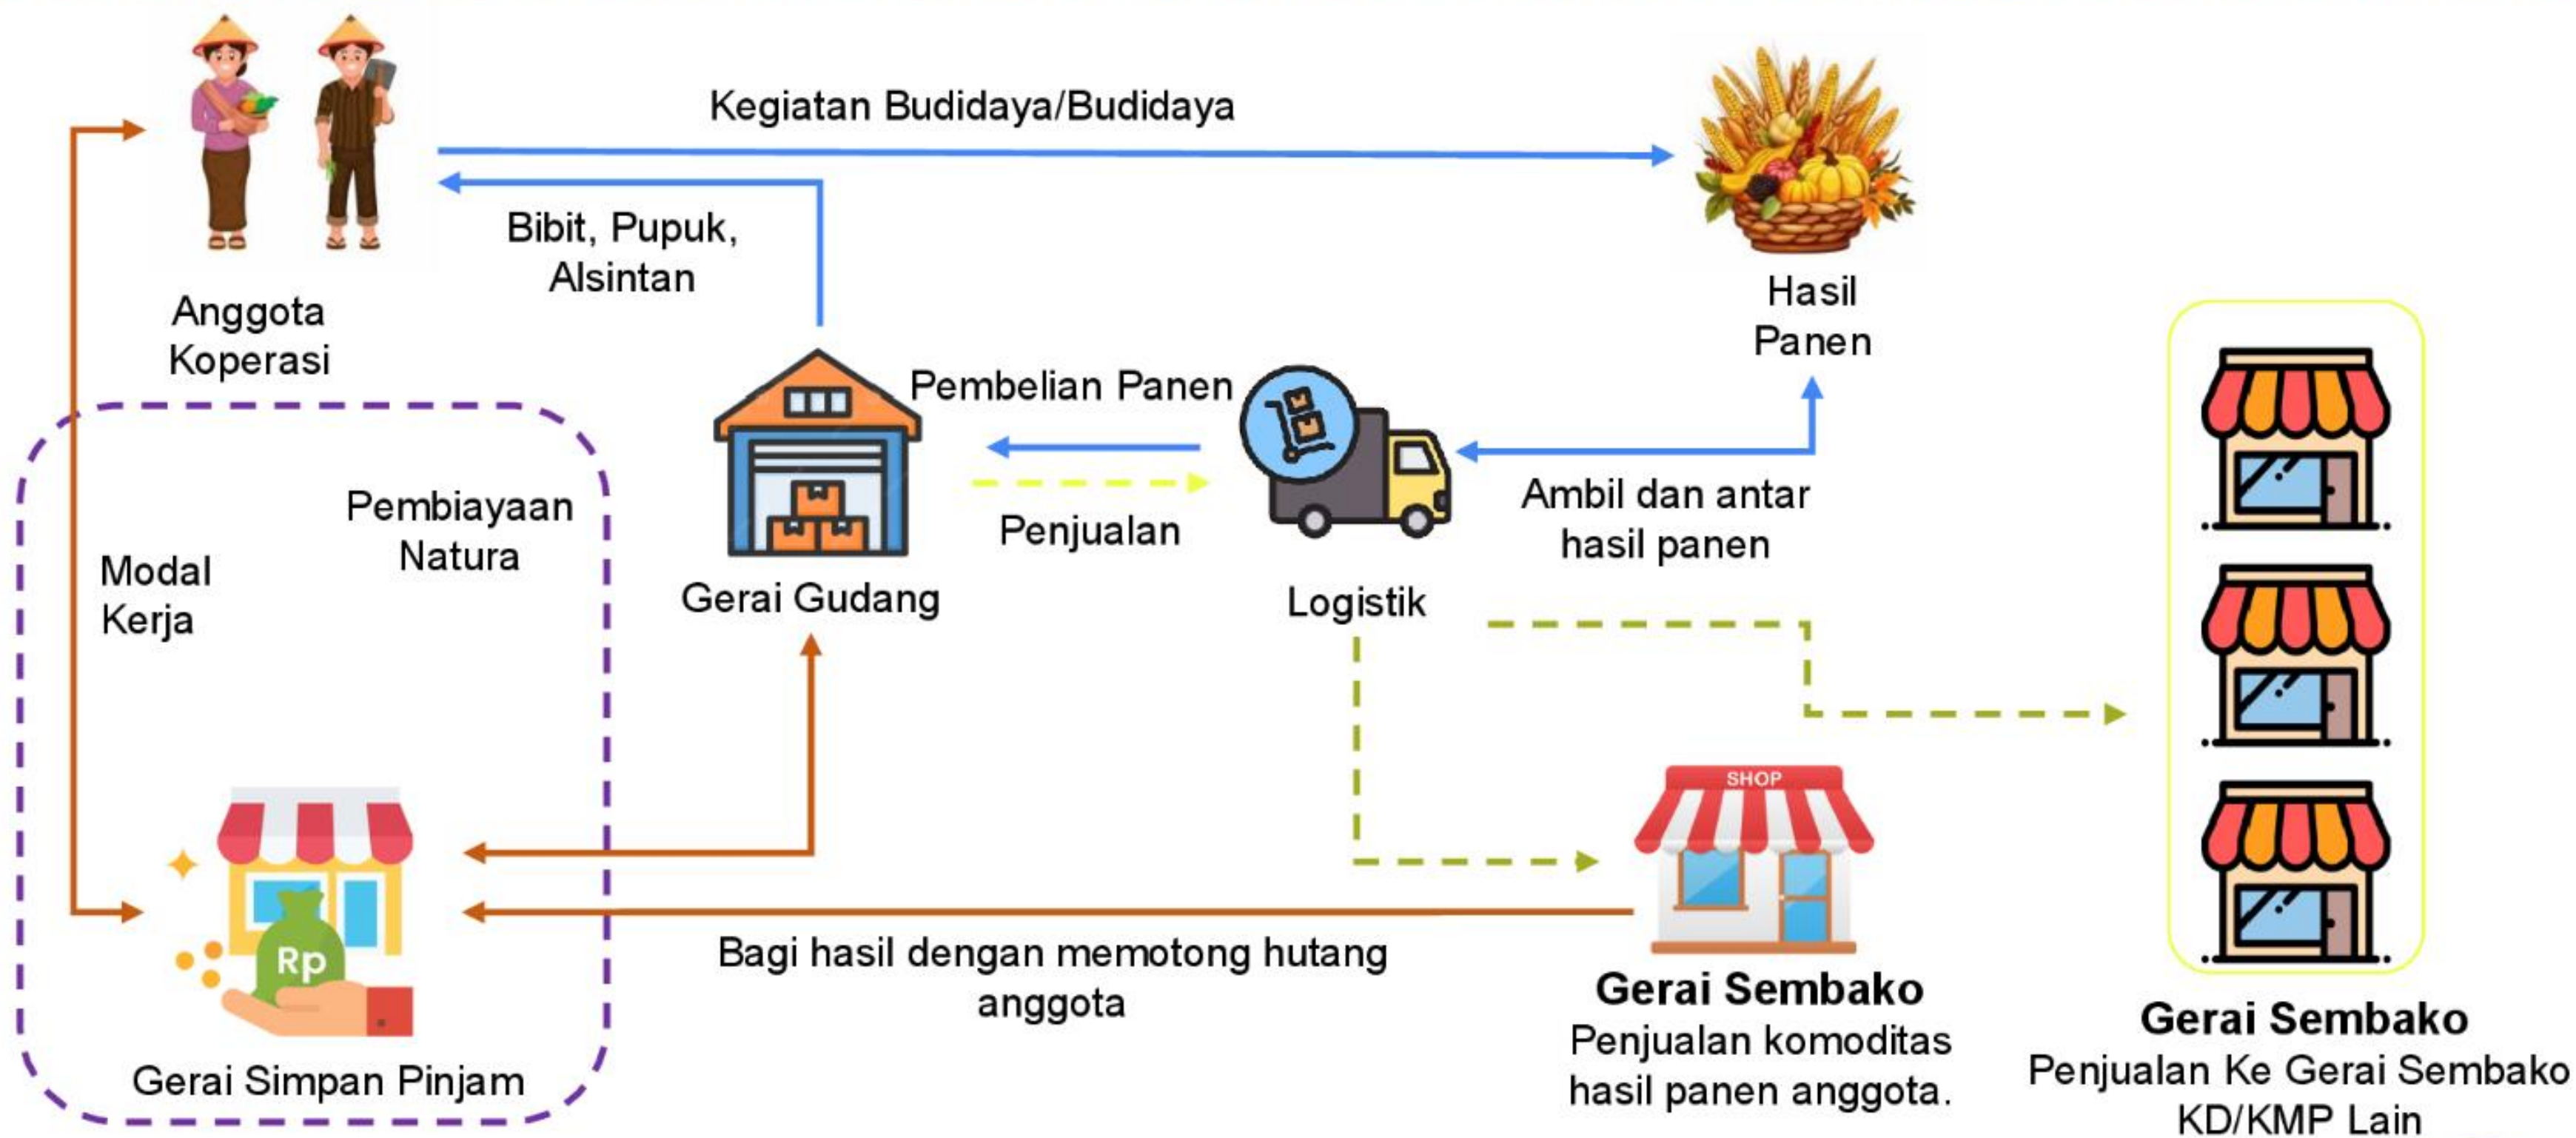 Kegiatan Budidaya/Budidaya
Bibit, Pupuk,
Alsintan
Anggota
Koperasi
Hasil
Panen
Pembelian Panen
Penjualan
Ambil dan antar
hasil panen
Pembiayaan
Natura
Modal
Kerja
Gerai Gudang
Logistik
SHOP
Rp
Bagi hasil dengan memotong hutang
anggota
Gerai Simpan Pinjam
Gerai Sembako
Penjualan komoditas
hasil panen anggota.
Gerai Sembako
Penjualan Ke Gerai Sembako
KD/KMP Lain